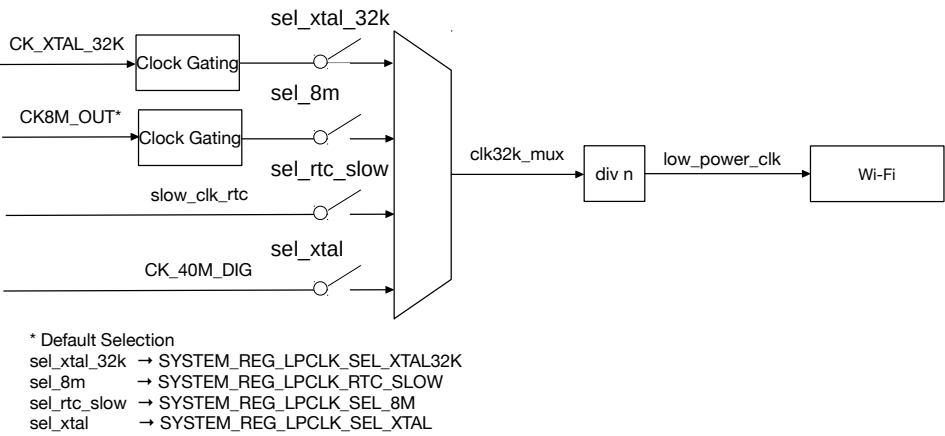 sel_xtal_32k
CK_XTAL_32K
Clock Gating
sel_8m
CK8M_OUT*
Clock Gating
sel_rtc_slow
slow_clk_rtc
sel_xtal
CK_40M_DIG
clk32k_mux
div n
low_power_clk
Wi-Fi
* Default Selection
sel_xtal_32k → SYSTEM_REG_LPCLK_SEL_XTAL32K
sel_8m → SYSTEM_REG_LPCLK_RTC_SLOW
sel_rtc_slow → SYSTEM_REG_LPCLK_SEL_8M
sel_xtal → SYSTEM_REG_LPCLK_SEL_XTAL